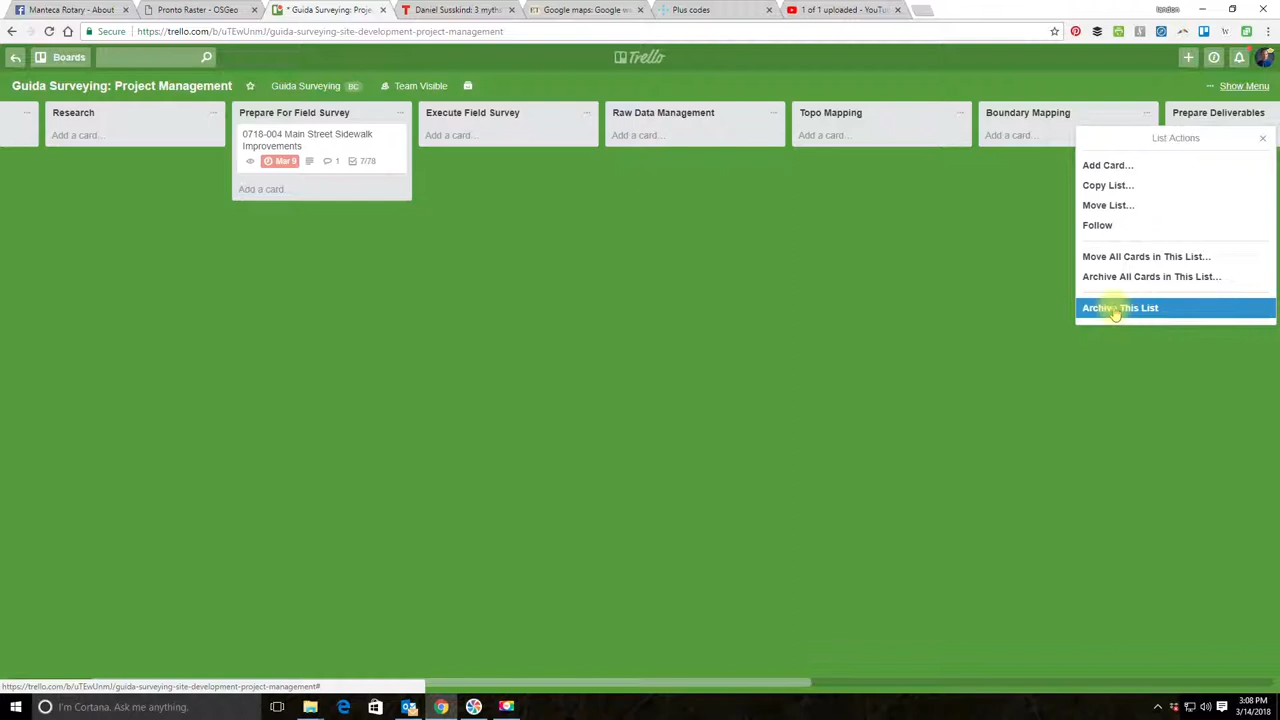 Manteca Rotary - About
Pronto Raster - OSGeo
* Guida Surveying: Proje
Daniel Susskind: 3 myths
Google maps: Google w
Plus codes
1 of 1 uploaded - YouTu
landon
Secure
https://trello.com/b/uTEwUnmJ/guida-surveying-site-development-project-management
Boards
Trello
Guida Surveying: Project Management
Guida Surveying BC
Team Visible
... Show Menu
Research
Prepare For Field Survey
Execute Field Survey
Raw Data Management
Topo Mapping
Boundary Mapping
Prepare Deliverables
Add a card...
0718-004 Main Street Sidewalk
Improvements
Mar 9
1
7/78
Add a card...
Add a card...
Add a card...
Add a card...
Add a card...
List Actions
Add Card...
Copy List...
Move List...
Follow
Move All Cards in This List...
Archive All Cards in This List...
Archive This List
https://trello.com/b/uTEwUnmJ/guida-surveying-site-development-project-management#
I'm Cortana. Ask me anything.
3:08 PM
3/14/2018